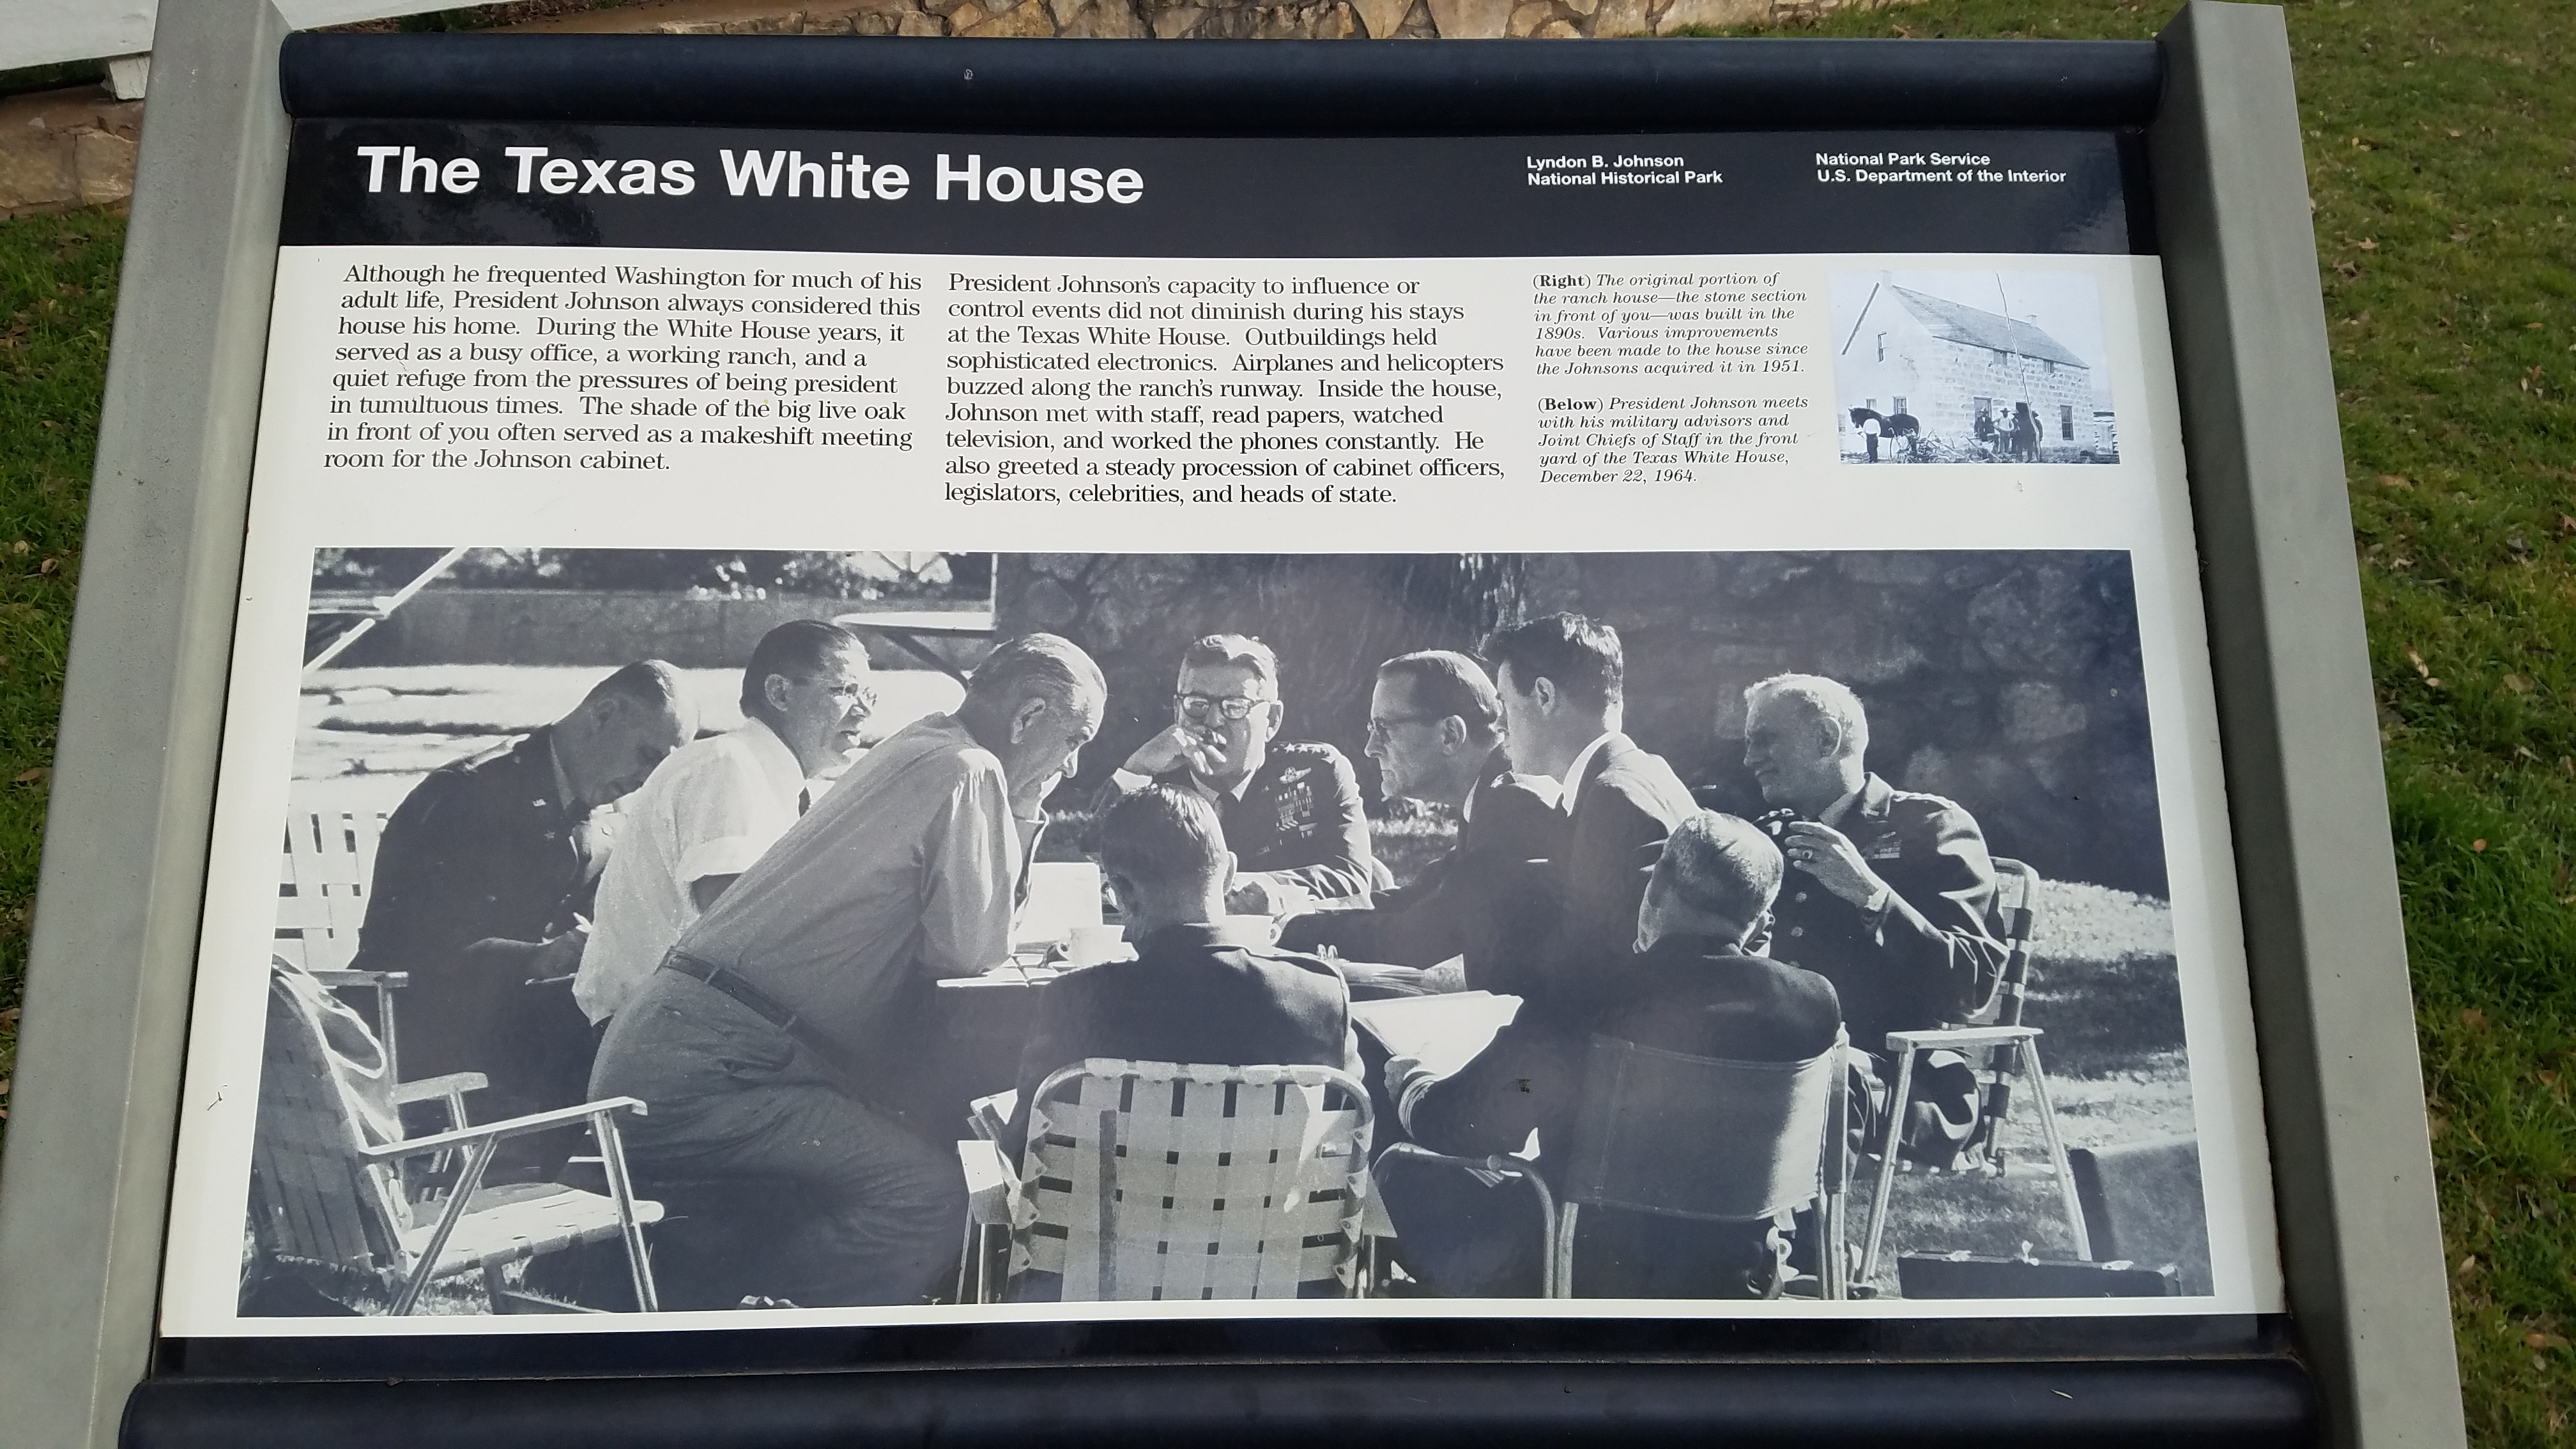 The Texas White House
Lyndon B. Johnson
National Historical Park
National Park Service
U.S. Department of the Interior
Although he frequented Washington for much of his
adult life, President Johnson always considered this
house his home. During the White House years, it
served as a busy office, a working ranch, and a
quiet refuge from the pressures of being president
in tumultuous times. The shade of the big live oak
in front of you often served as a makeshift meeting
room for the Johnson cabinet.
President Johnson's capacity to influence or
control events did not diminish during his stays
at the Texas White House. Outbuildings held
sophisticated electronics. Airplanes and helicopters
buzzed along the ranch's runway. Inside the house,
Johnson met with staff, read papers, watched
television, and worked the phones constantly. He
also greeted a steady procession of cabinet officers,
legislators, celebrities, and heads of state.
(Right) The original portion of
the ranch house—the stone section
in front of you—was built in the
1890s. Various improvements
have been made to the house since
the Johnsons acquired it in 1951.
(Below) President Johnson meets
with his military advisors and
Joint Chiefs of Staff in the front
yard of the Texas White House,
December 22, 1964.